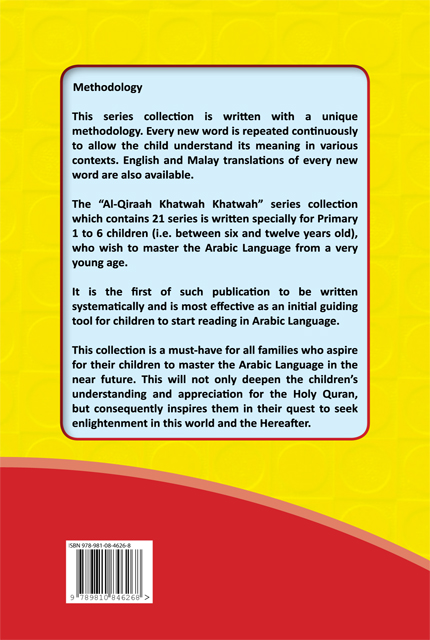 Methodology
This series collection is written with a unique
methodology. Every new word is repeated continuously
to allow the child understand its meaning in various
contexts. English and Malay translations of every new
word are also available.
The “Al-Qiraah Khatwah Khatwah” series collection
which contains 21 series is written specially for Primary
1 to 6 children (i.e. between six and twelve years old),
who wish to master the Arabic Language from a very
young age.
It is the first of such publication to be written
systematically and is most effective as an initial guiding
tool for children to start reading in Arabic Language.
This collection is a must-have for all families who aspire
for their children to master the Arabic Language in the
near future. This will not only deepen the children’s
understanding and appreciation for the Holy Quran,
but consequently inspires them in their quest to seek
enlightenment in this world and the Hereafter.
ISBN 978-981-08-4626-8
9 789810 846268 >